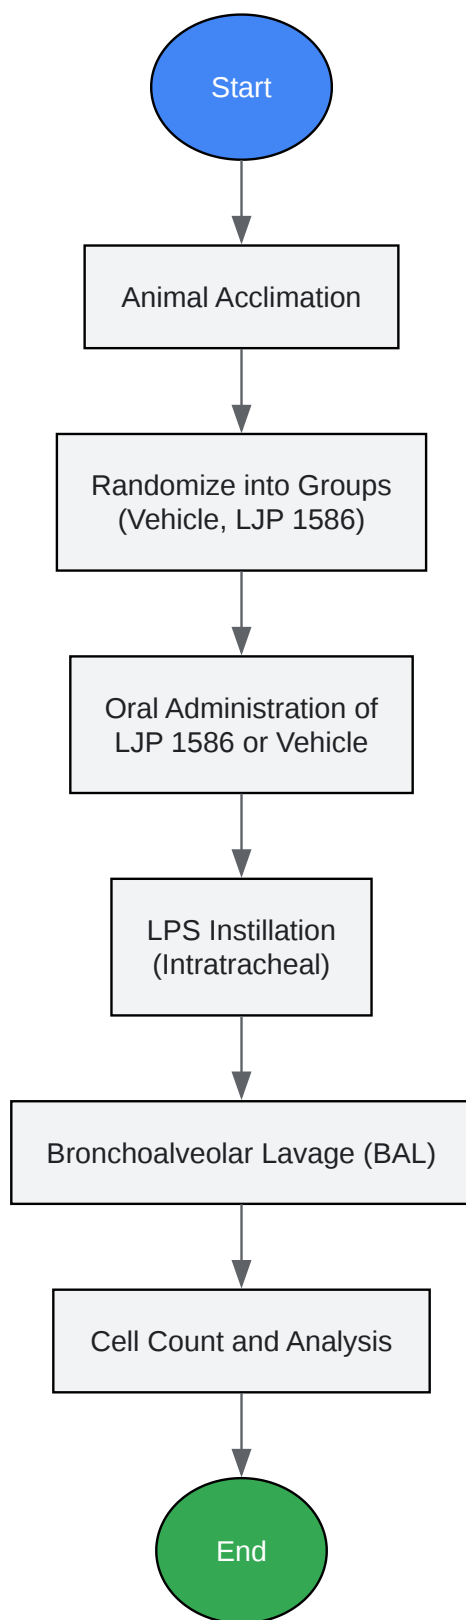 Start
Animal Acclimation
Randomize into Groups
(Vehicle, LJP 1586)
Oral Administration of
LJP 1586 or Vehicle
LPS Instillation
(Intratracheal)
Bronchoalveolar Lavage (BAL)
Cell Count and Analysis
End